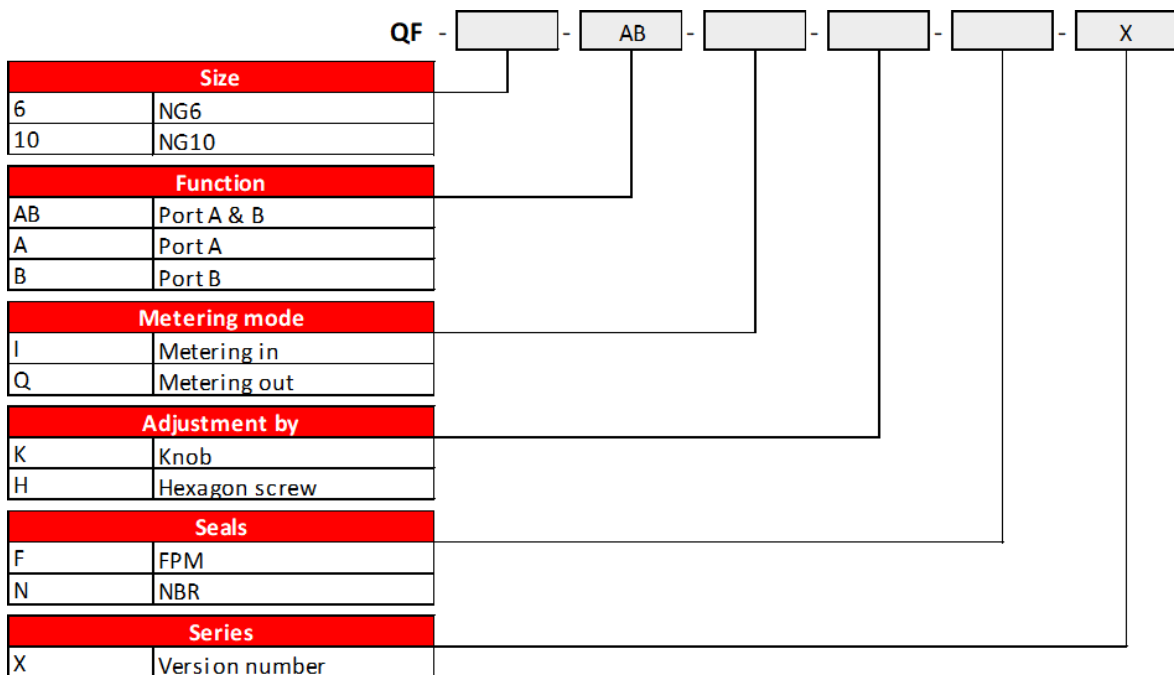 QF - - AB - - - - X
Size
6 NG6
10 NG10
Function
AB Port A & B
A Port A
B Port B
Metering mode
I Metering in
Q Metering out
Adjustment by
K Knob
H Hexagon screw
Seals
F FPM
N NBR
Series
X Version number